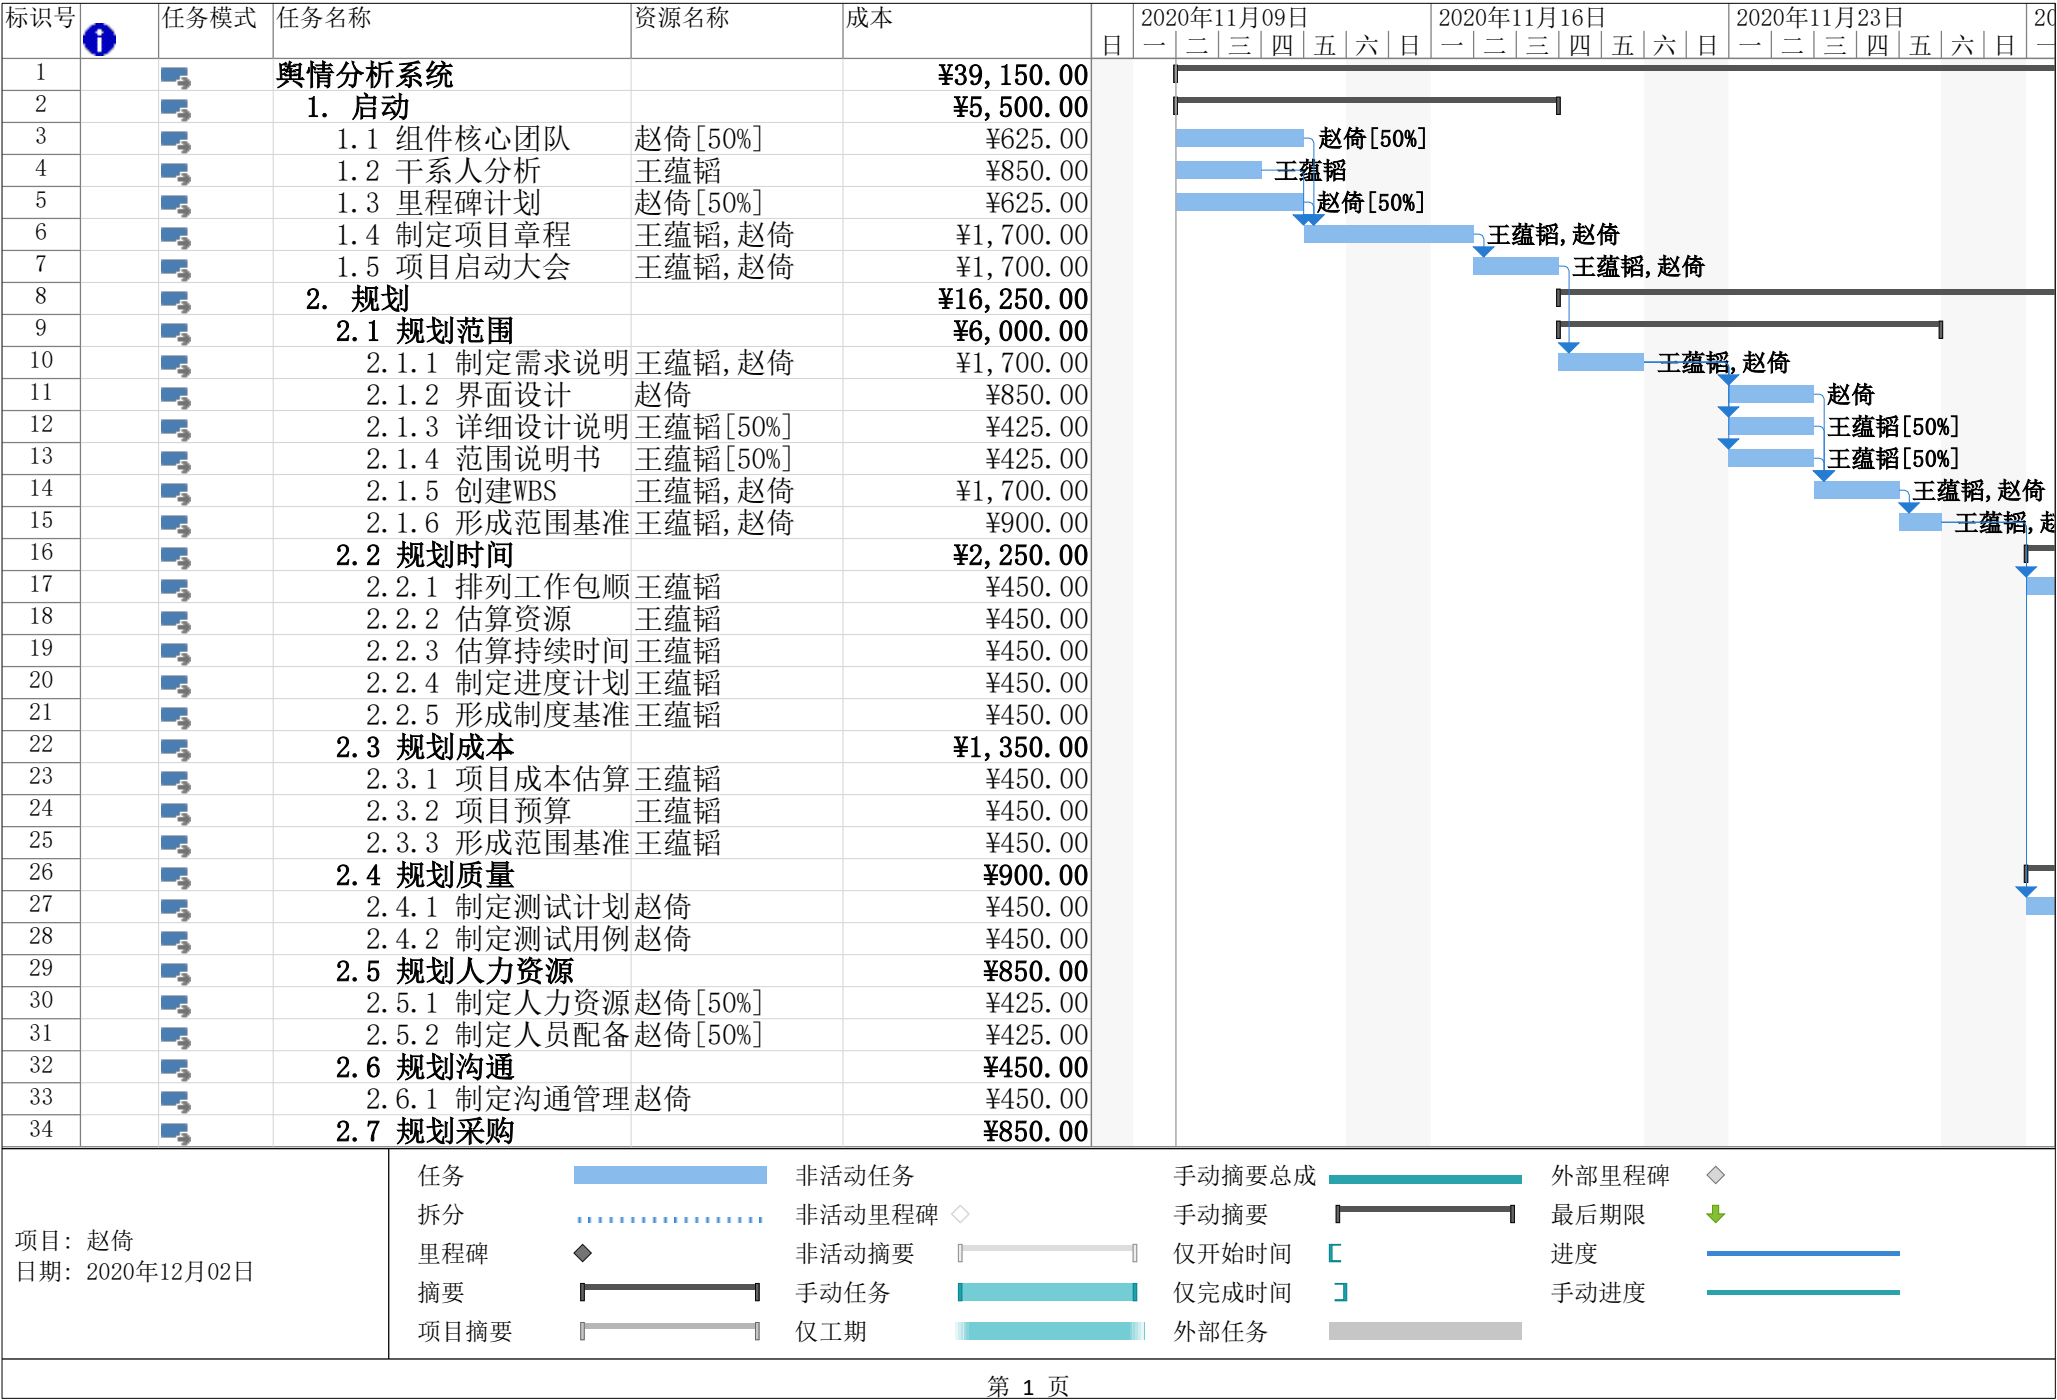 标识号 任务模式 任务名称 资源名称 成本 2020年11月09日 2020年11月16日 2020年11月23日 20
日 一 二 三 四 五 六 日 一 二 三 四 五 六 日 一 二 三 四 五 六 日 一
1 舆情分析系统 ¥39,150.00
2 1. 启动 ¥5,500.00
3 1.1 组件核心团队 赵倚[50%] ¥625.00 赵倚[50%]
4 1.2 干系人分析 王蕴韬 ¥850.00 王蕴韬
5 1.3 里程碑计划 赵倚[50%] ¥625.00 赵倚[50%]
6 1.4 制定项目章程 王蕴韬,赵倚 ¥1,700.00 王蕴韬,赵倚
7 1.5 项目启动大会 王蕴韬,赵倚 ¥1,700.00 王蕴韬,赵倚
8 2. 规划 ¥16,250.00
9 2.1 规划范围 ¥6,000.00
10 2.1.1 制定需求说明 王蕴韬,赵倚 ¥1,700.00 王蕴韬,赵倚
11 2.1.2 界面设计 赵倚 ¥850.00 赵倚
12 2.1.3 详细设计说明 王蕴韬[50%] ¥425.00 王蕴韬[50%]
13 2.1.4 范围说明书 王蕴韬[50%] ¥425.00 王蕴韬[50%]
14 2.1.5 创建WBS 王蕴韬,赵倚 ¥1,700.00 王蕴韬,赵倚
15 2.1.6 形成范围基准 王蕴韬,赵倚 ¥900.00 王蕴韬,赵
16 2.2 规划时间 ¥2,250.00
17 2.2.1 排列工作包顺 王蕴韬 ¥450.00
18 2.2.2 估算资源 王蕴韬 ¥450.00
19 2.2.3 估算持续时间 王蕴韬 ¥450.00
20 2.2.4 制定进度计划 王蕴韬 ¥450.00
21 2.2.5 形成制度基准 王蕴韬 ¥450.00
22 2.3 规划成本 ¥1,350.00
23 2.3.1 项目成本估算 王蕴韬 ¥450.00
24 2.3.2 项目预算 王蕴韬 ¥450.00
25 2.3.3 形成范围基准 王蕴韬 ¥450.00
26 2.4 规划质量 ¥900.00
27 2.4.1 制定测试计划 赵倚 ¥450.00
28 2.4.2 制定测试用例 赵倚 ¥450.00
29 2.5 规划人力资源 ¥850.00
30 2.5.1 制定人力资源 赵倚[50%] ¥425.00
31 2.5.2 制定人员配备 赵倚[50%] ¥425.00
32 2.6 规划沟通 ¥450.00
33 2.6.1 制定沟通管理 赵倚 ¥450.00
34 2.7 规划采购 ¥850.00
项目: 赵倚
日期: 2020年12月02日
任务 非活动任务 手动摘要总成 外部里程碑
拆分 非活动里程碑 手动摘要 最后期限
里程碑 非活动摘要 仅开始时间 进度
摘要 手动任务 仅完成时间 手动进度
项目摘要 仅工期 外部任务
第 1 页